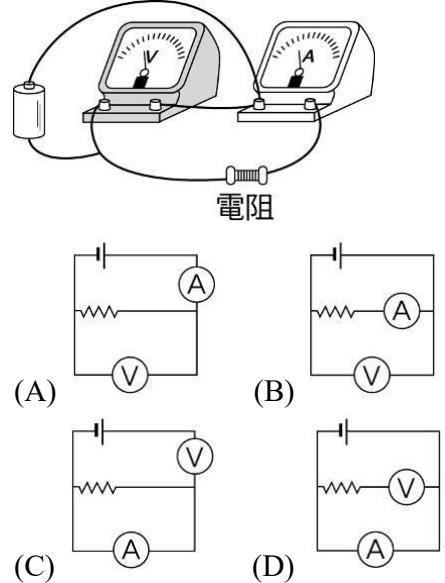 V A
電阻
A A
(A) V (B) V
V V
(C) A (D) A